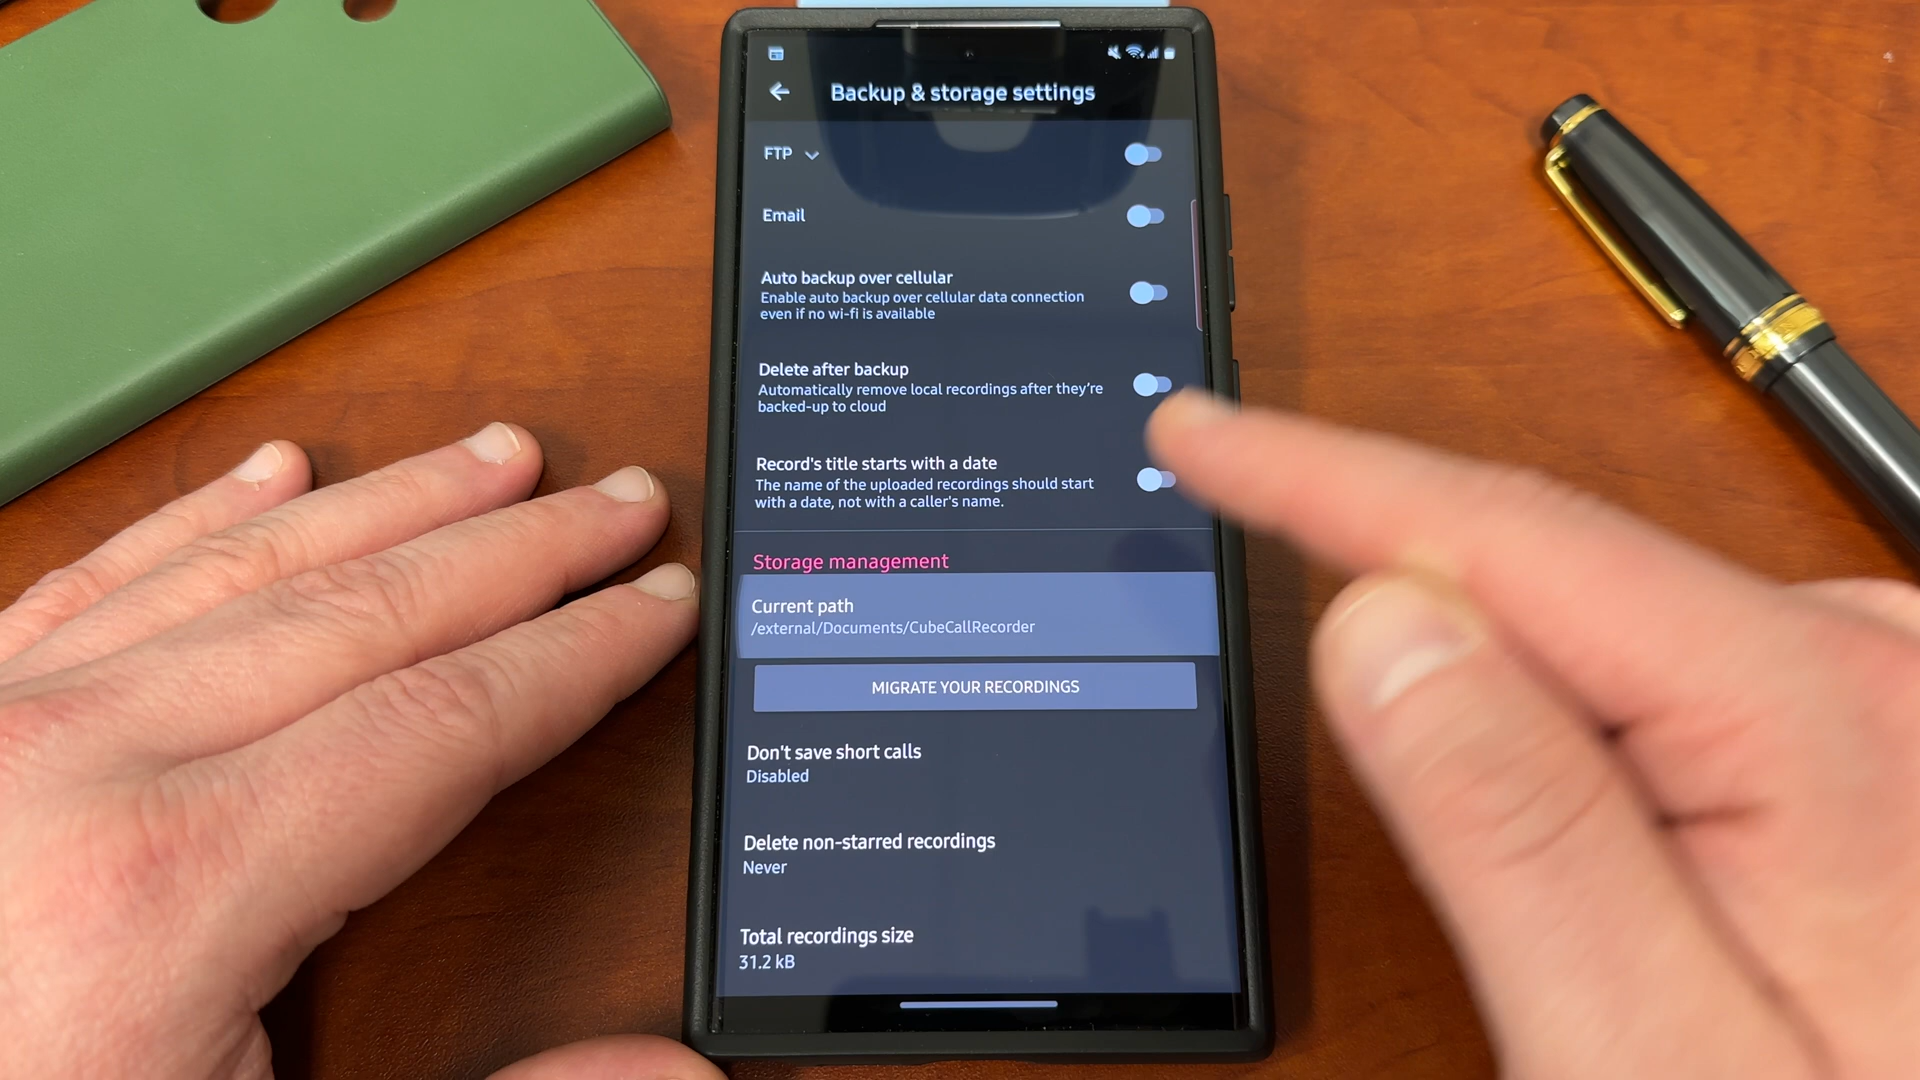 Backup & storage settings
FTP
Email
Auto backup over cellular
Enable auto backup over cellular data connection
even if no wi-fi is available
Delete after backup
Automatically remove local recordings after they're
backed-up to cloud
Record's title starts with a date
The name of the uploaded recordings should start
with a date, not with a caller's name.
Storage management
Current path
/external/Documents/CubeCallRecorder
MIGRATE YOUR RECORDINGS
Don't save short calls
Disabled
Delete non-starred recordings
Never
Total recordings size
31.2 kB